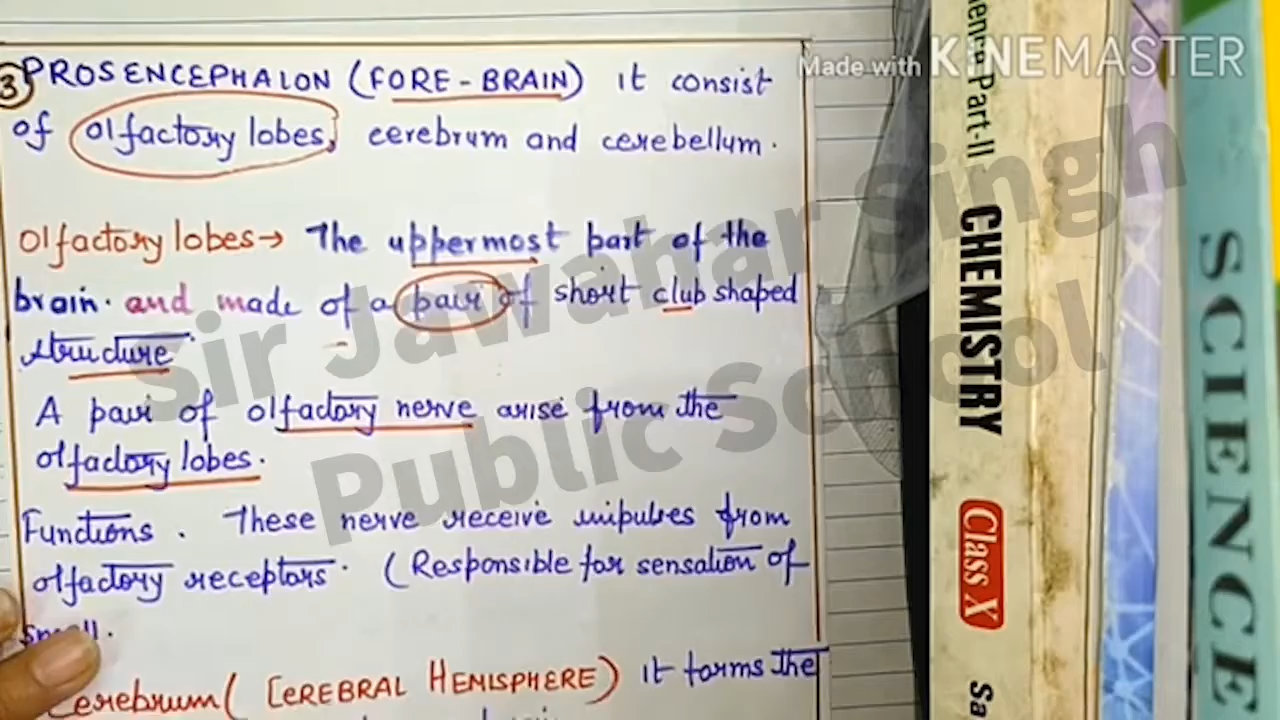 3 PROSENCEPHALON (FORE-BRAIN) it consist
of olfactory lobes, cerebrum and cerebellum.
Olfactory lobes→ The uppermost part of the
brain. and made of a pair of short club shaped
structure
A pair of olfactory nerve arise from the
olfactory lobes.
Functions. These nerve receive impulses from
olfactory receptors. (Responsible for sensation of
smell.
Cerebrum( CEREBRAL HEMISPHERE) it forms the
Made with KINEMASTER
Sir Jawahar Singh
Public School
Part-II CHEMISTRY Class X Sa
SCIENCE